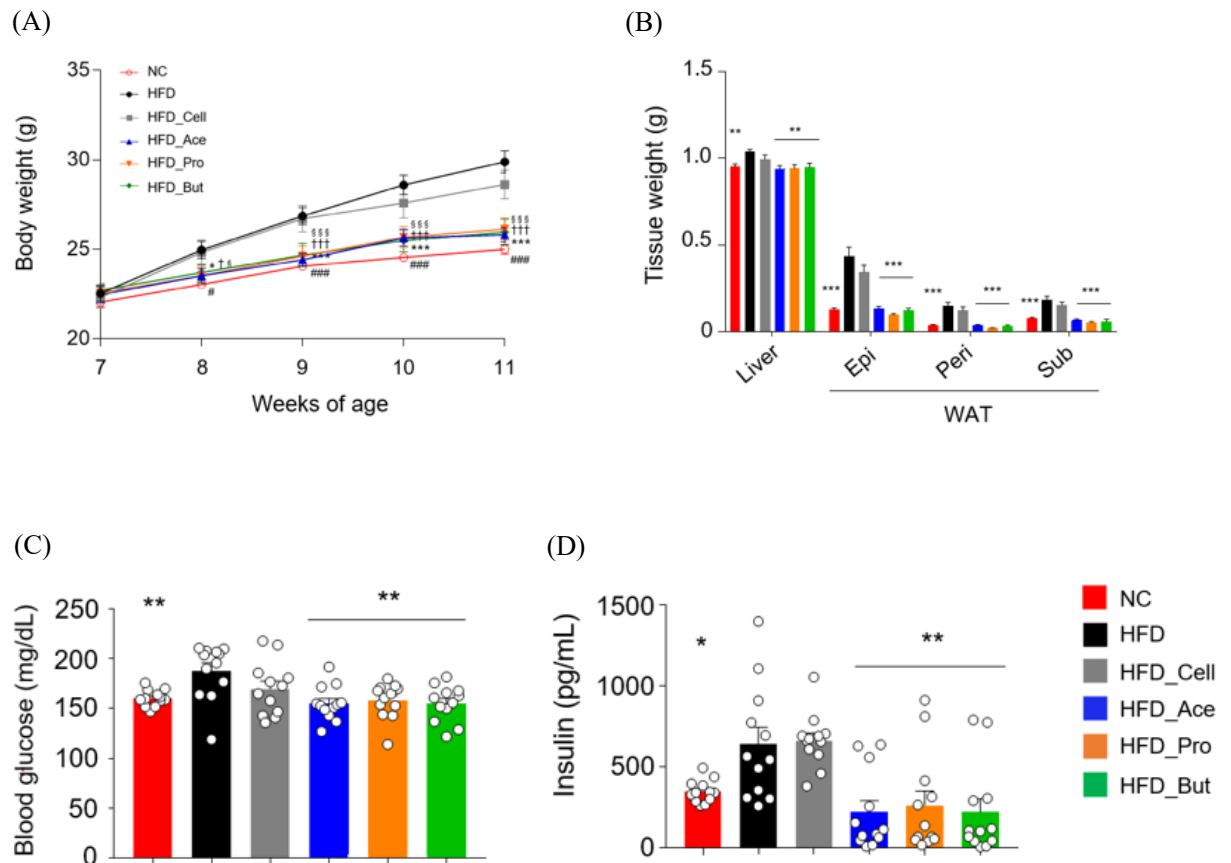 (A)
NC
HFD
HFD_Cell
HFD_Ace
HFD_Pro
HFD_But
Body weight (g)
35
30
25
20
* † §
#
§§§
†††
***
###
§§§
†††
***
###
§§§
†††
***
###
7 8 9 10 11
Weeks of age
(B)
Tissue weight (g)
1.5
1.0
0.5
0
** **
*** ***
*** ***
*** ***
Liver Epi Peri Sub
WAT
(C)
Blood glucose (mg/dL)
250
200
150
100
50
0
** **
(D)
Insulin (pg/mL)
1500
1000
500
0
* **
NC
HFD
HFD_Cell
HFD_Ace
HFD_Pro
HFD_But